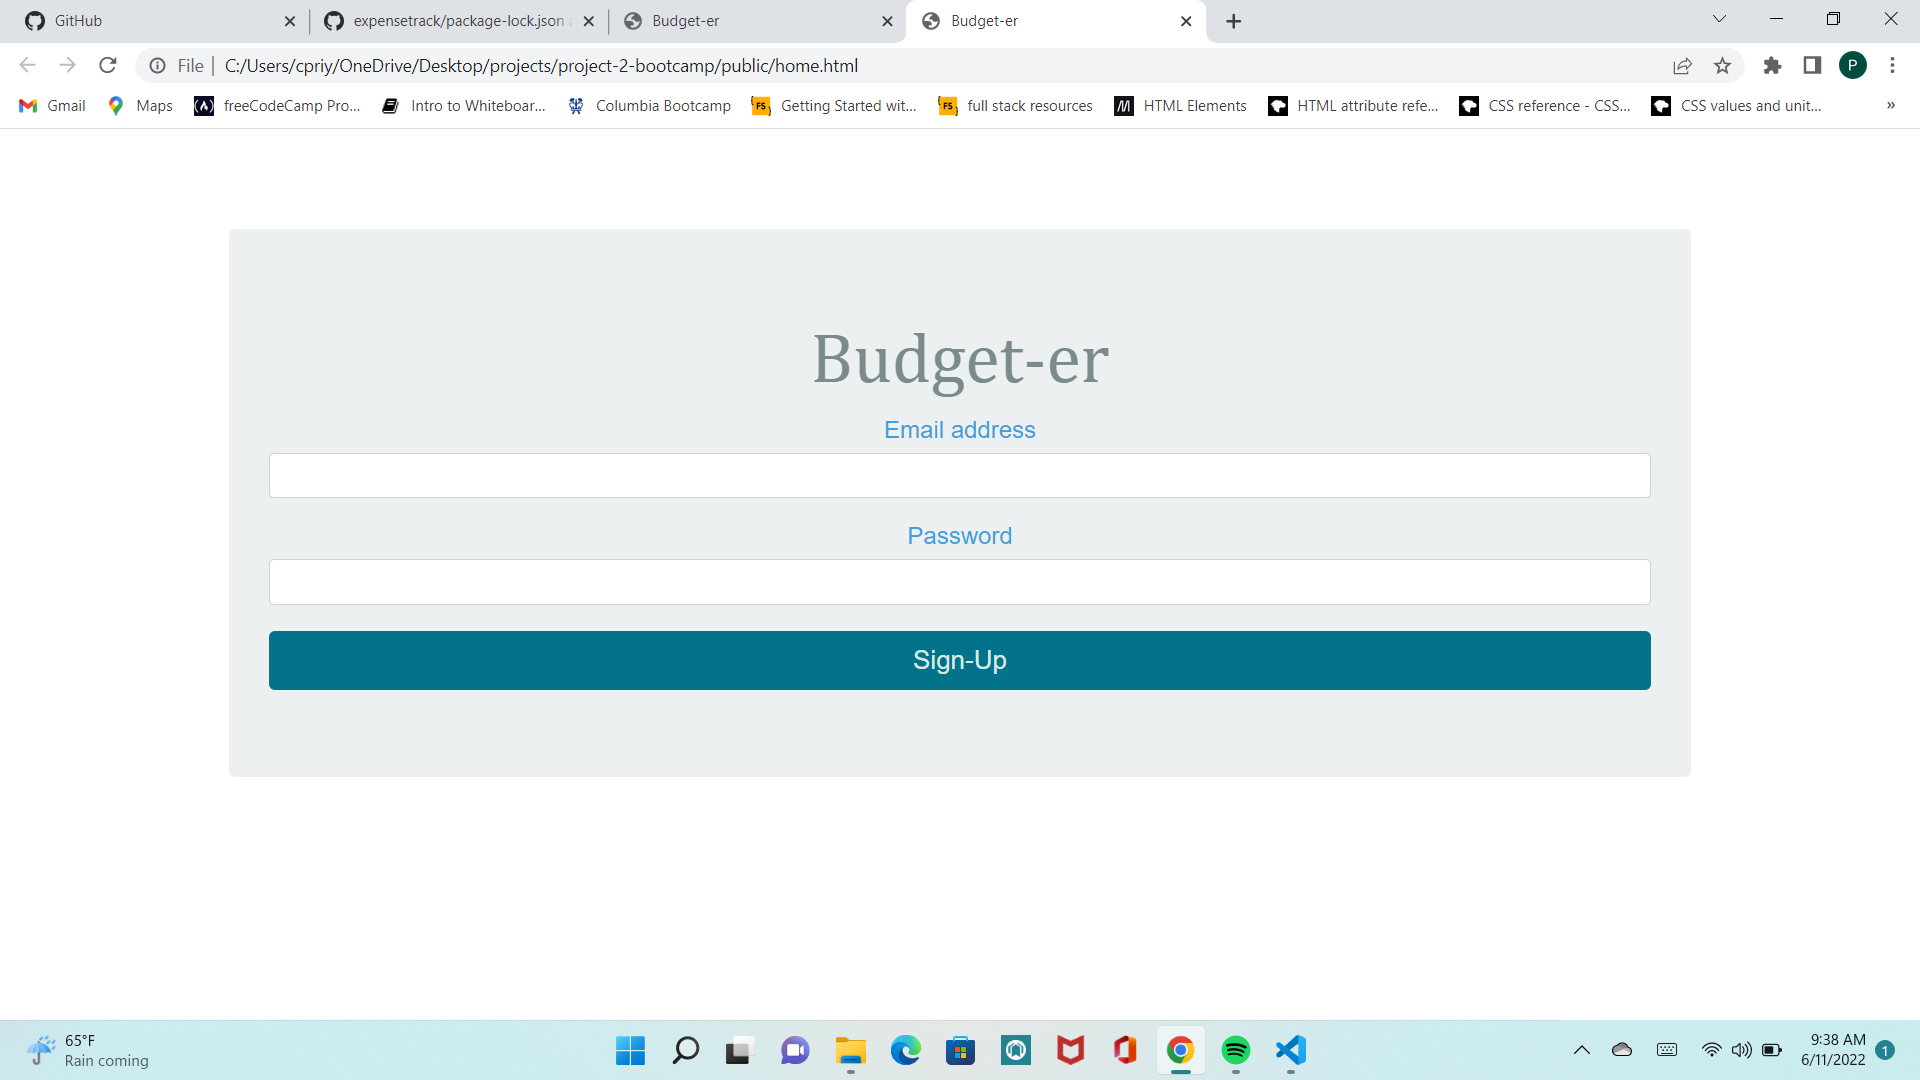 GitHub
expensetrack/package-lock.json
Budget-er
Budget-er
File
C:/Users/cpriy/OneDrive/Desktop/projects/project-2-bootcamp/public/home.html
P
Gmail
Maps
freeCodeCamp Pro...
Intro to Whiteboar...
Columbia Bootcamp
FS
Getting Started wit...
FS
full stack resources
HTML Elements
HTML attribute refe...
CSS reference - CSS...
CSS values and unit...
»
Budget-er
Email address
Password
Sign-Up
65°F
Rain coming
9:38 AM
6/11/2022
1